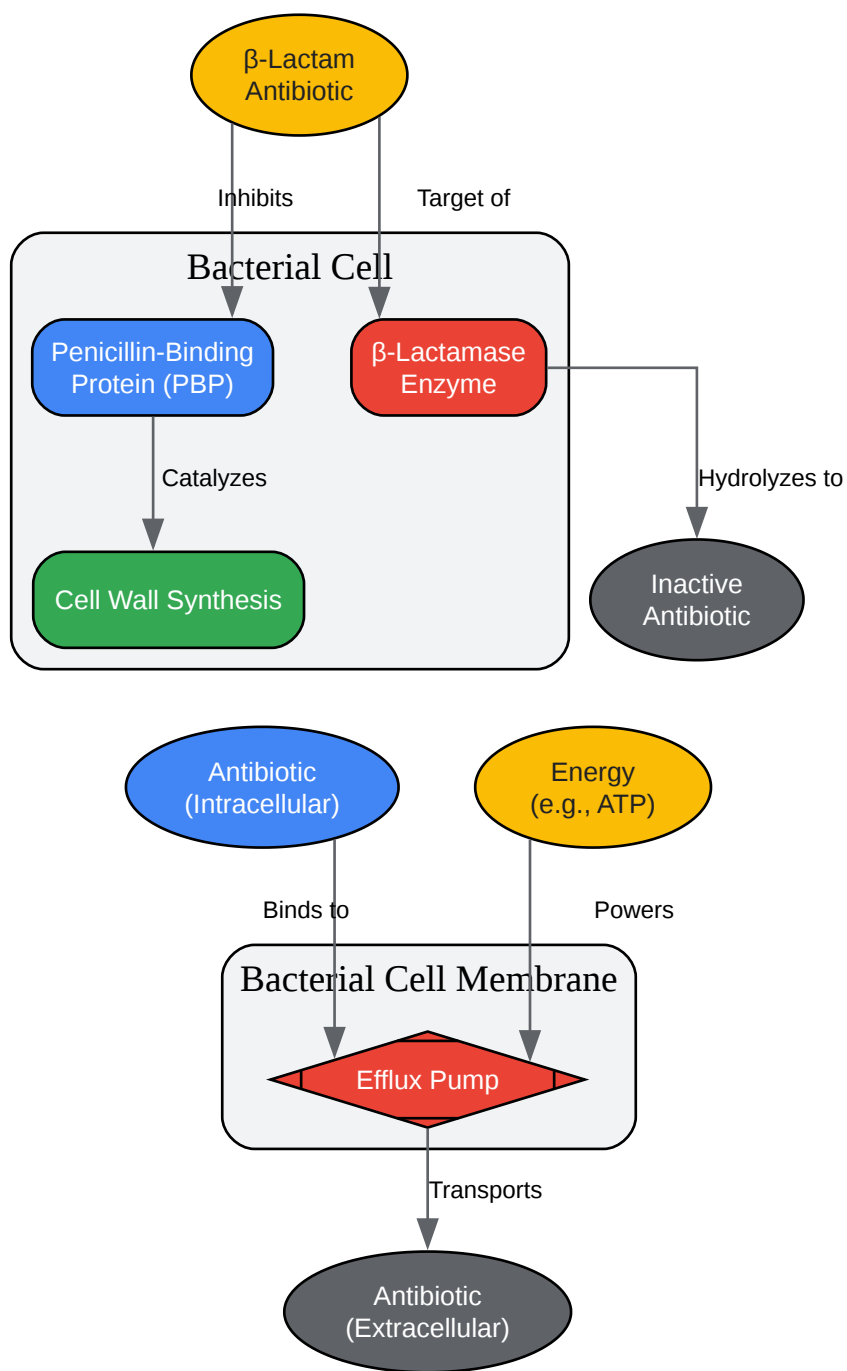 β-Lactam
Antibiotic
Inhibits
Target of
Bacterial Cell
Penicillin-Binding
Protein (PBP)
β-Lactamase
Enzyme
Catalyzes
Hydrolyzes to
Cell Wall Synthesis
Inactive
Antibiotic
Antibiotic
(Intracellular)
Energy
(e.g., ATP)
Binds to
Powers
Bacterial Cell Membrane
Efflux Pump
Transports
Antibiotic
(Extracellular)